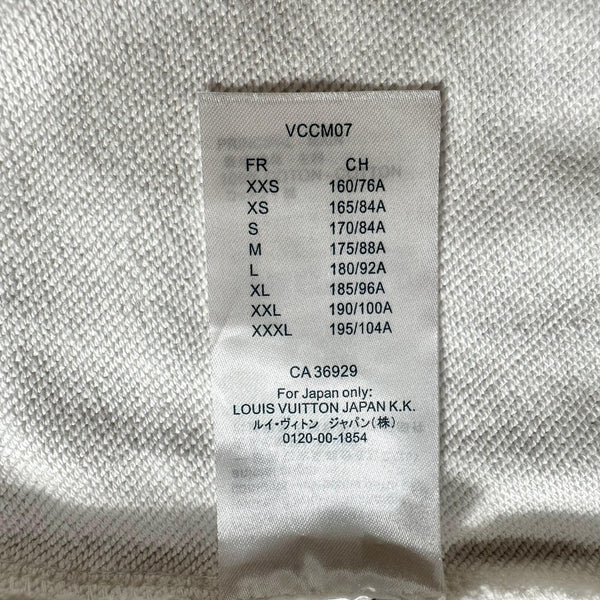 VCCM07
FR CH
XXS 160/76A
XS 165/84A
S 170/84A
M 175/88A
L 180/92A
XL 185/96A
XXL 190/100A
XXXL 195/104A
CA 36929
For Japan only:
LOUIS VUITTON JAPAN K.K.
ルイ・ヴィトン ジャパン(株)
0120-00-1854